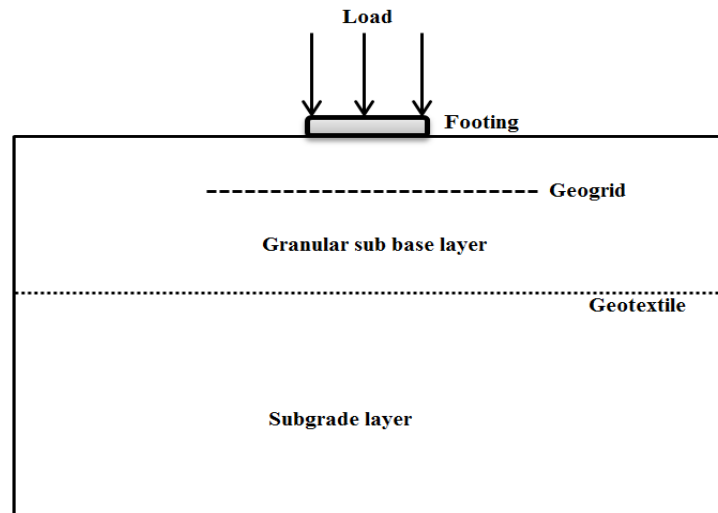 Load
Footing
Geogrid
Granular sub base layer
Geotextile
Subgrade layer